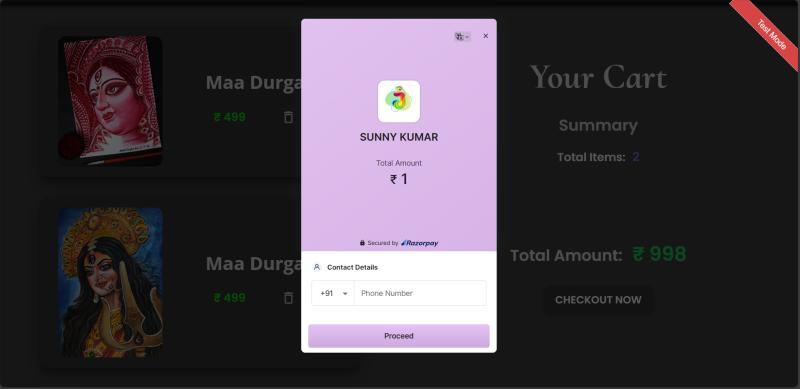 Test Mode
Maa Durga
₹ 499
Maa Durga
₹ 499
SUNNY KUMAR
Total Amount
₹ 1
Secured by Razorpay
Contact Details
+91
Phone Number
Proceed
Your Cart
Summary
Total Items: 2
Total Amount: ₹ 998
CHECKOUT NOW